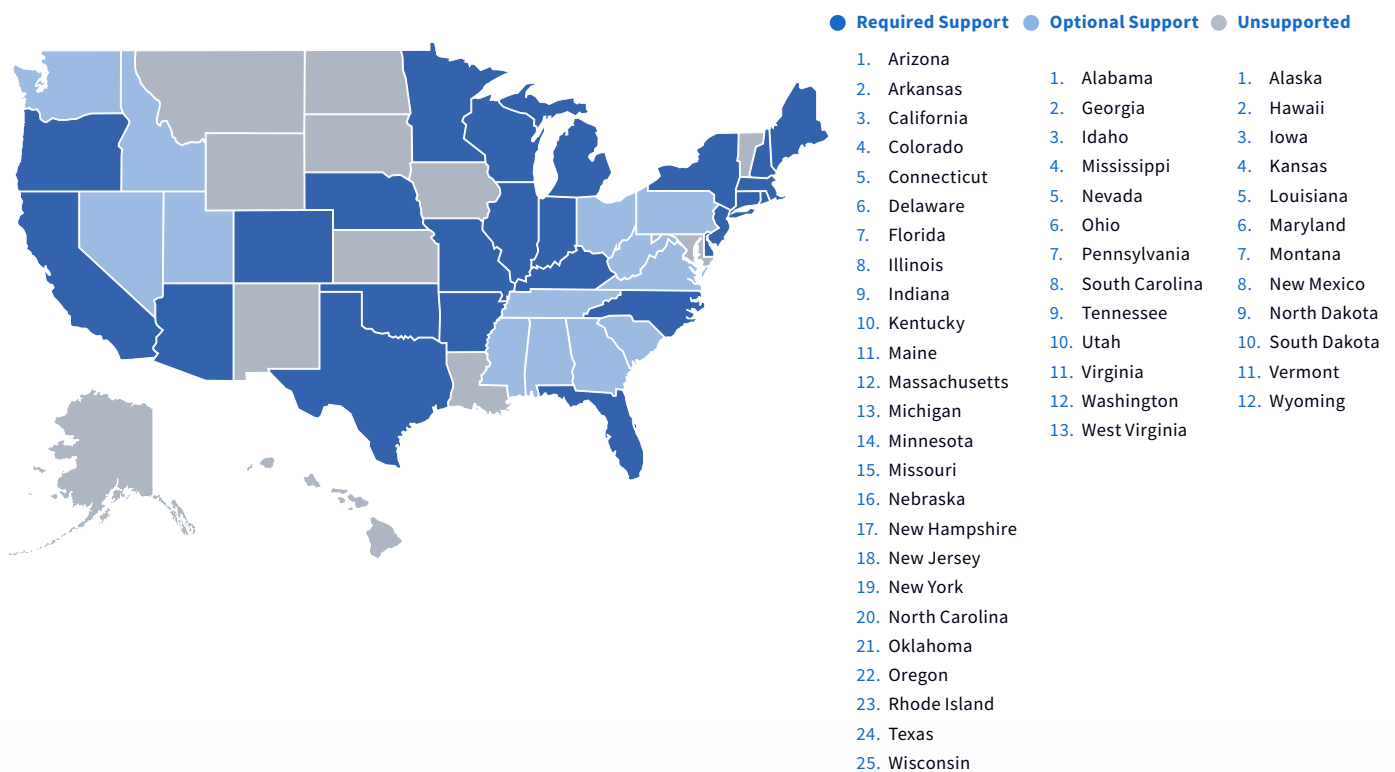 Required Support
1. Arizona
2. Arkansas
3. California
4. Colorado
5. Connecticut
6. Delaware
7. Florida
8. Illinois
9. Indiana
10. Kentucky
11. Maine
12. Massachusetts
13. Michigan
14. Minnesota
15. Missouri
16. Nebraska
17. New Hampshire
18. New Jersey
19. New York
20. North Carolina
21. Oklahoma
22. Oregon
23. Rhode Island
24. Texas
25. Wisconsin
Optional Support
1. Alabama
2. Georgia
3. Idaho
4. Mississippi
5. Nevada
6. Ohio
7. Pennsylvania
8. South Carolina
9. Tennessee
10. Utah
11. Virginia
12. Washington
13. West Virginia
Unsupported
1. Alaska
2. Hawaii
3. Iowa
4. Kansas
5. Louisiana
6. Maryland
7. Montana
8. New Mexico
9. North Dakota
10. South Dakota
11. Vermont
12. Wyoming